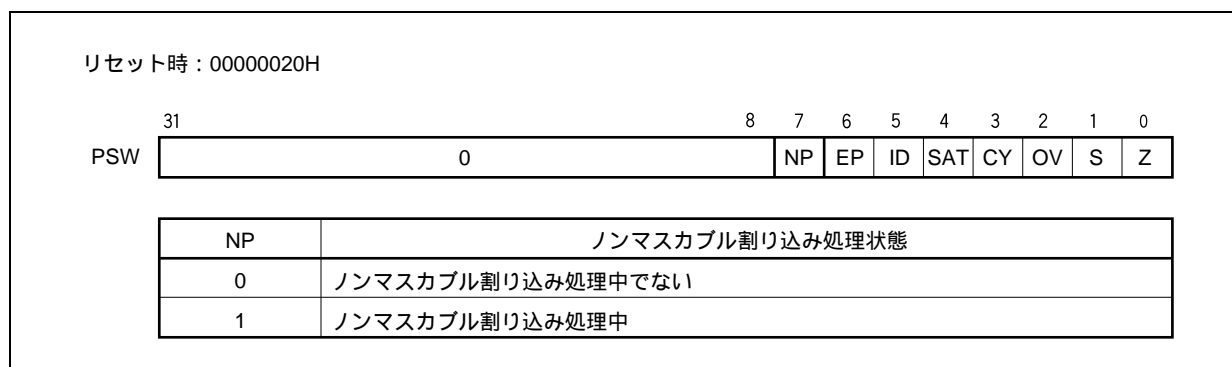 リセット時：00000020H
31 8 7 6 5 4 3 2 1 0
PSW 0 NP EP ID SAT CY OV S Z
NP ノンマスカブル割り込み処理状態
0 ノンマスカブル割り込み処理中でない
1 ノンマスカブル割り込み処理中